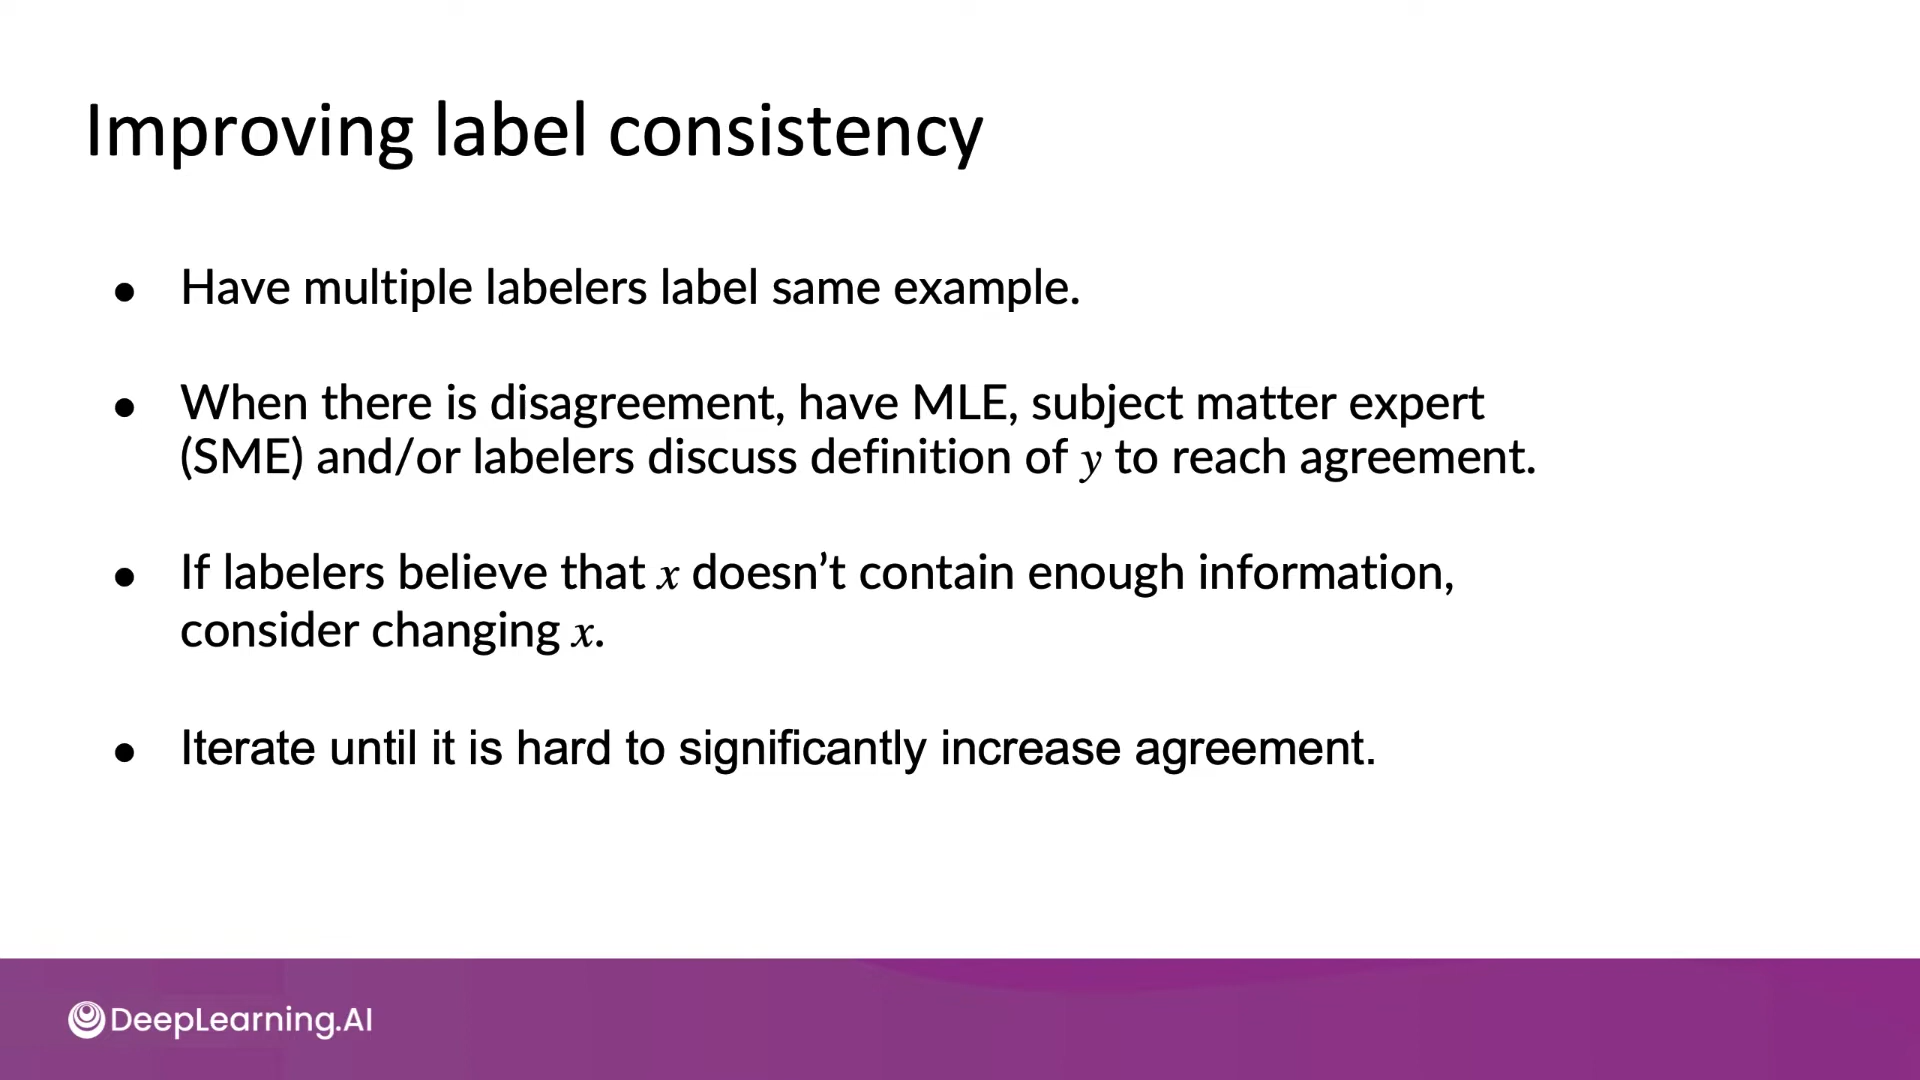 Improving label consistency
● Have multiple labelers label same example.
● When there is disagreement, have MLE, subject matter expert
(SME) and/or labelers discuss definition of y to reach agreement.
● If labelers believe that x doesn’t contain enough information,
consider changing x.
● Iterate until it is hard to significantly increase agreement.
DeepLearning.AI